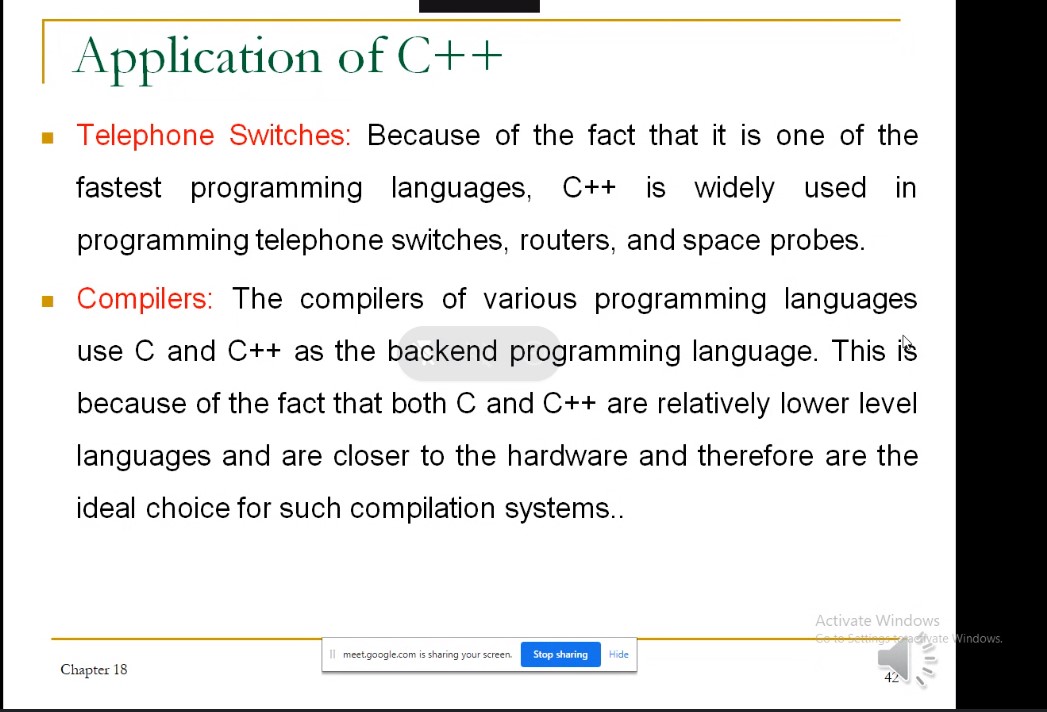 Application of C++
Telephone Switches: Because of the fact that it is one of the
fastest programming languages, C++ is widely used in
programming telephone switches, routers, and space probes.
Compilers: The compilers of various programming languages
use C and C++ as the backend programming language. This is
because of the fact that both C and C++ are relatively lower level
languages and are closer to the hardware and therefore are the
ideal choice for such compilation systems..
Activate Windows
Go to Settings to activate Windows.
meet.google.com is sharing your screen. Stop sharing Hide
Chapter 18
42